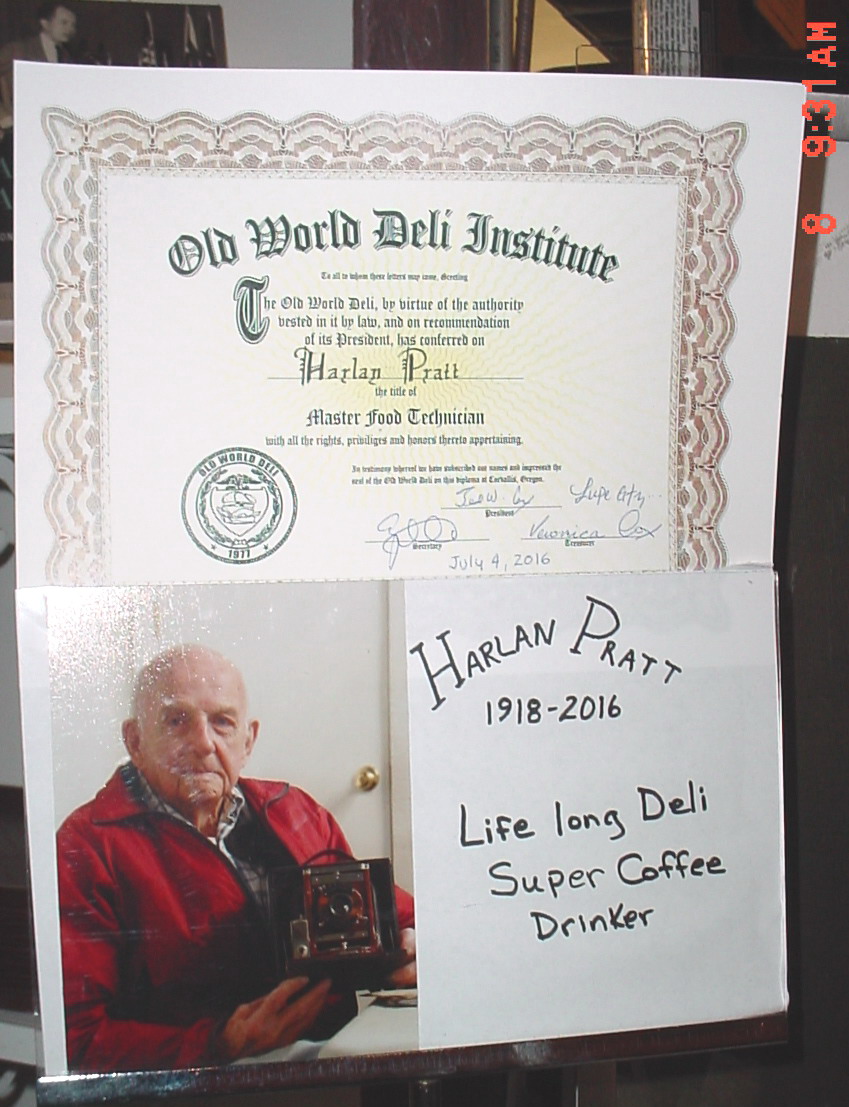 Old World Deli Institute
To all to whom these letters may come, Greeting
The Old World Deli, by virtue of the authority
vested in it by law, and on recommendation
of its President, has conferred on
Harlan Pratt
the title of
Master Food Technician
with all the rights, priviliges and honors thereto appertaining.
In testimony whereof we have subscribed our names and impressed the
seal of the Old World Deli on this diploma at Corvallis, Oregon.
OLD WORLD DELI
1977
President
Veronica Cox
Secretary
Treasurer
July 4, 2016
HARLAN PRATT
1918-2016
Life long Deli
Super Coffee
Drinker
8 9:31AM